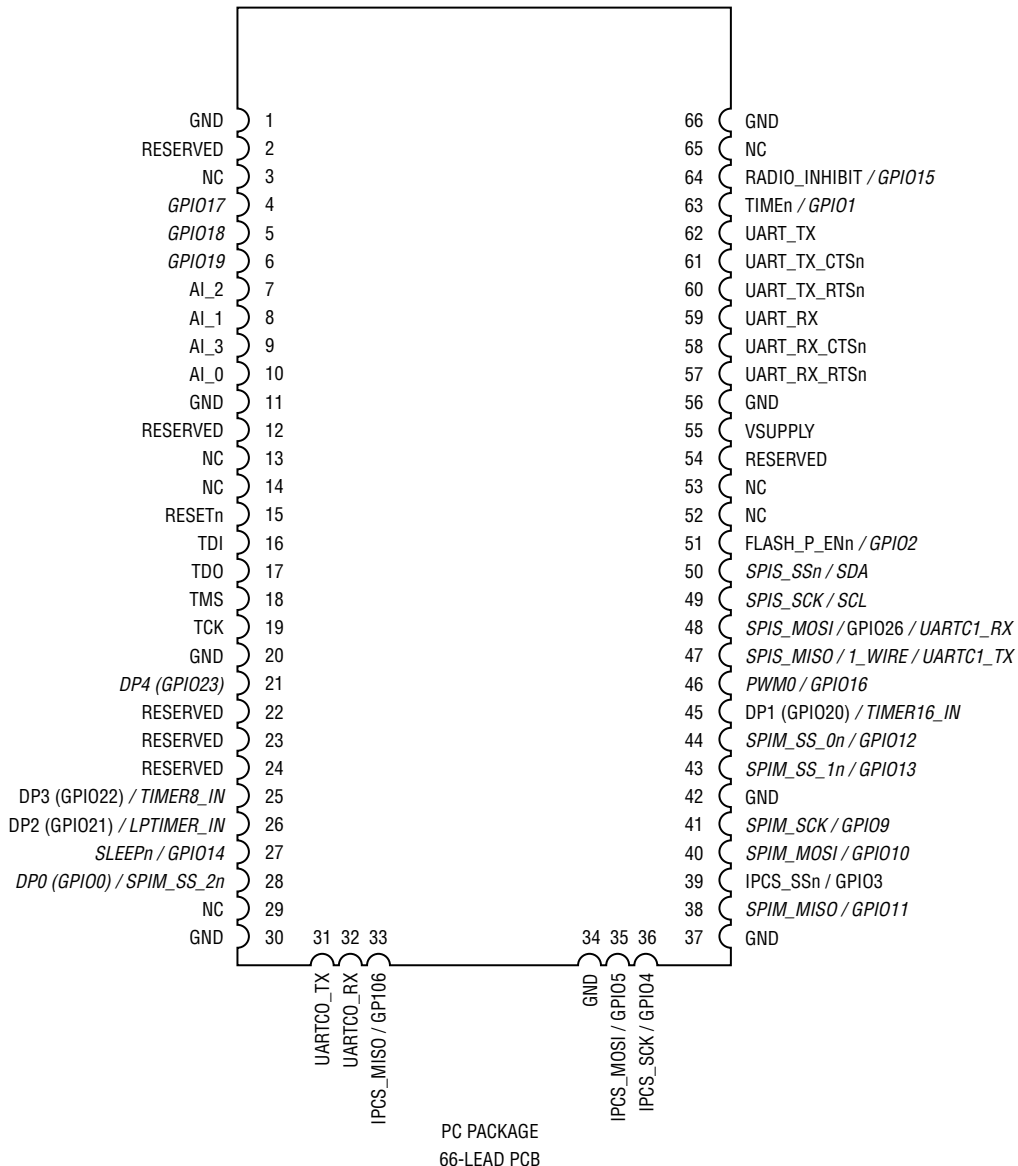 GND 1
RESERVED 2
NC 3
GPIO17 4
GPIO18 5
GPIO19 6
AI_2 7
AI_1 8
AI_3 9
AI_0 10
GND 11
RESERVED 12
NC 13
NC 14
RESETn 15
TDI 16
TDO 17
TMS 18
TCK 19
GND 20
DP4 (GPIO23) 21
RESERVED 22
RESERVED 23
RESERVED 24
DP3 (GPIO22) / TIMER8_IN 25
DP2 (GPIO21) / LPTIMER_IN 26
SLEEPn / GPIO14 27
DP0 (GPIO0) / SPIM_SS_2n 28
NC 29
GND 30
31 UARTCO_TX
32 UARTCO_RX
33 IPCS_MISO / GP106
34 GND
35 IPCS_MOSI / GPIO5
36 IPCS_SCK / GPIO4
66 GND
65 NC
64 RADIO_INHIBIT / GPIO15
63 TIMEn / GPIO1
62 UART_TX
61 UART_TX_CTSn
60 UART_TX_RTSn
59 UART_RX
58 UART_RX_CTSn
57 UART_RX_RTSn
56 GND
55 VSUPPLY
54 RESERVED
53 NC
52 NC
51 FLASH_P_ENn / GPIO2
50 SPIS_SSn / SDA
49 SPIS_SCK / SCL
48 SPIS_MOSI / GPIO26 / UARTC1_RX
47 SPIS_MISO / 1_WIRE / UARTC1_TX
46 PWM0 / GPIO16
45 DP1 (GPIO20) / TIMER16_IN
44 SPIM_SS_0n / GPIO12
43 SPIM_SS_1n / GPIO13
42 GND
41 SPIM_SCK / GPIO9
40 SPIM_MOSI / GPIO10
39 IPCS_SSn / GPIO3
38 SPIM_MISO / GPIO11
37 GND
PC PACKAGE
66-LEAD PCB